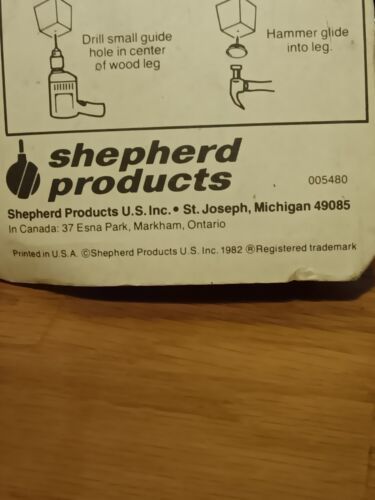 Drill small guide
hole in center
of wood leg
Hammer glide
into leg.
shepherd
products
005480
Shepherd Products U.S. Inc. • St. Joseph, Michigan 49085
In Canada: 37 Esna Park, Markham, Ontario
Printed in U.S.A. ©Shepherd Products U.S. Inc. 1982 ®Registered trademark